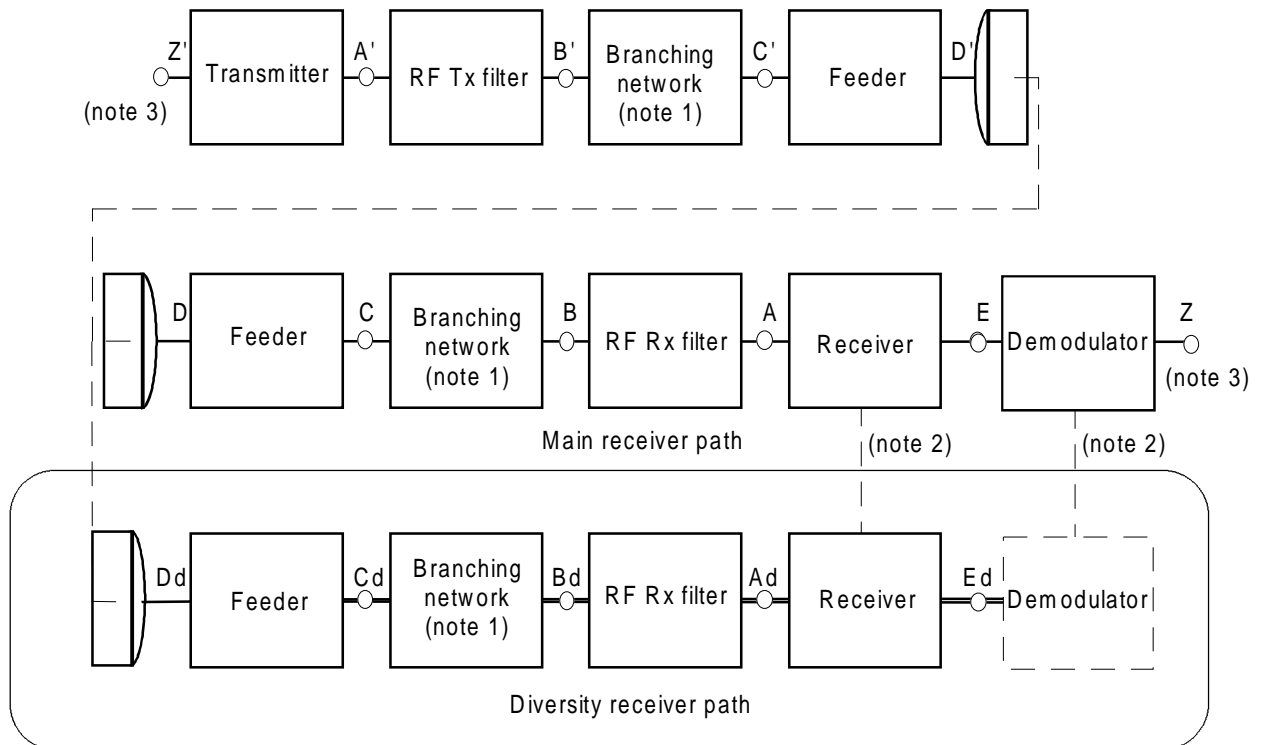 Z'
A'
B'
C'
D'
Transmitter
RF Tx filter
Branching
network
(note 1)
Feeder
(note 3)
D
C
B
A
E
Z
Feeder
Branching
network
(note 1)
RF Rx filter
Receiver
Demodulator
(note 3)
Main receiver path
(note 2)
(note 2)
Dd
Cd
Bd
Ad
Ed
Feeder
Branching
network
(note 1)
RF Rx filter
Receiver
Demodulator
Diversity receiver path